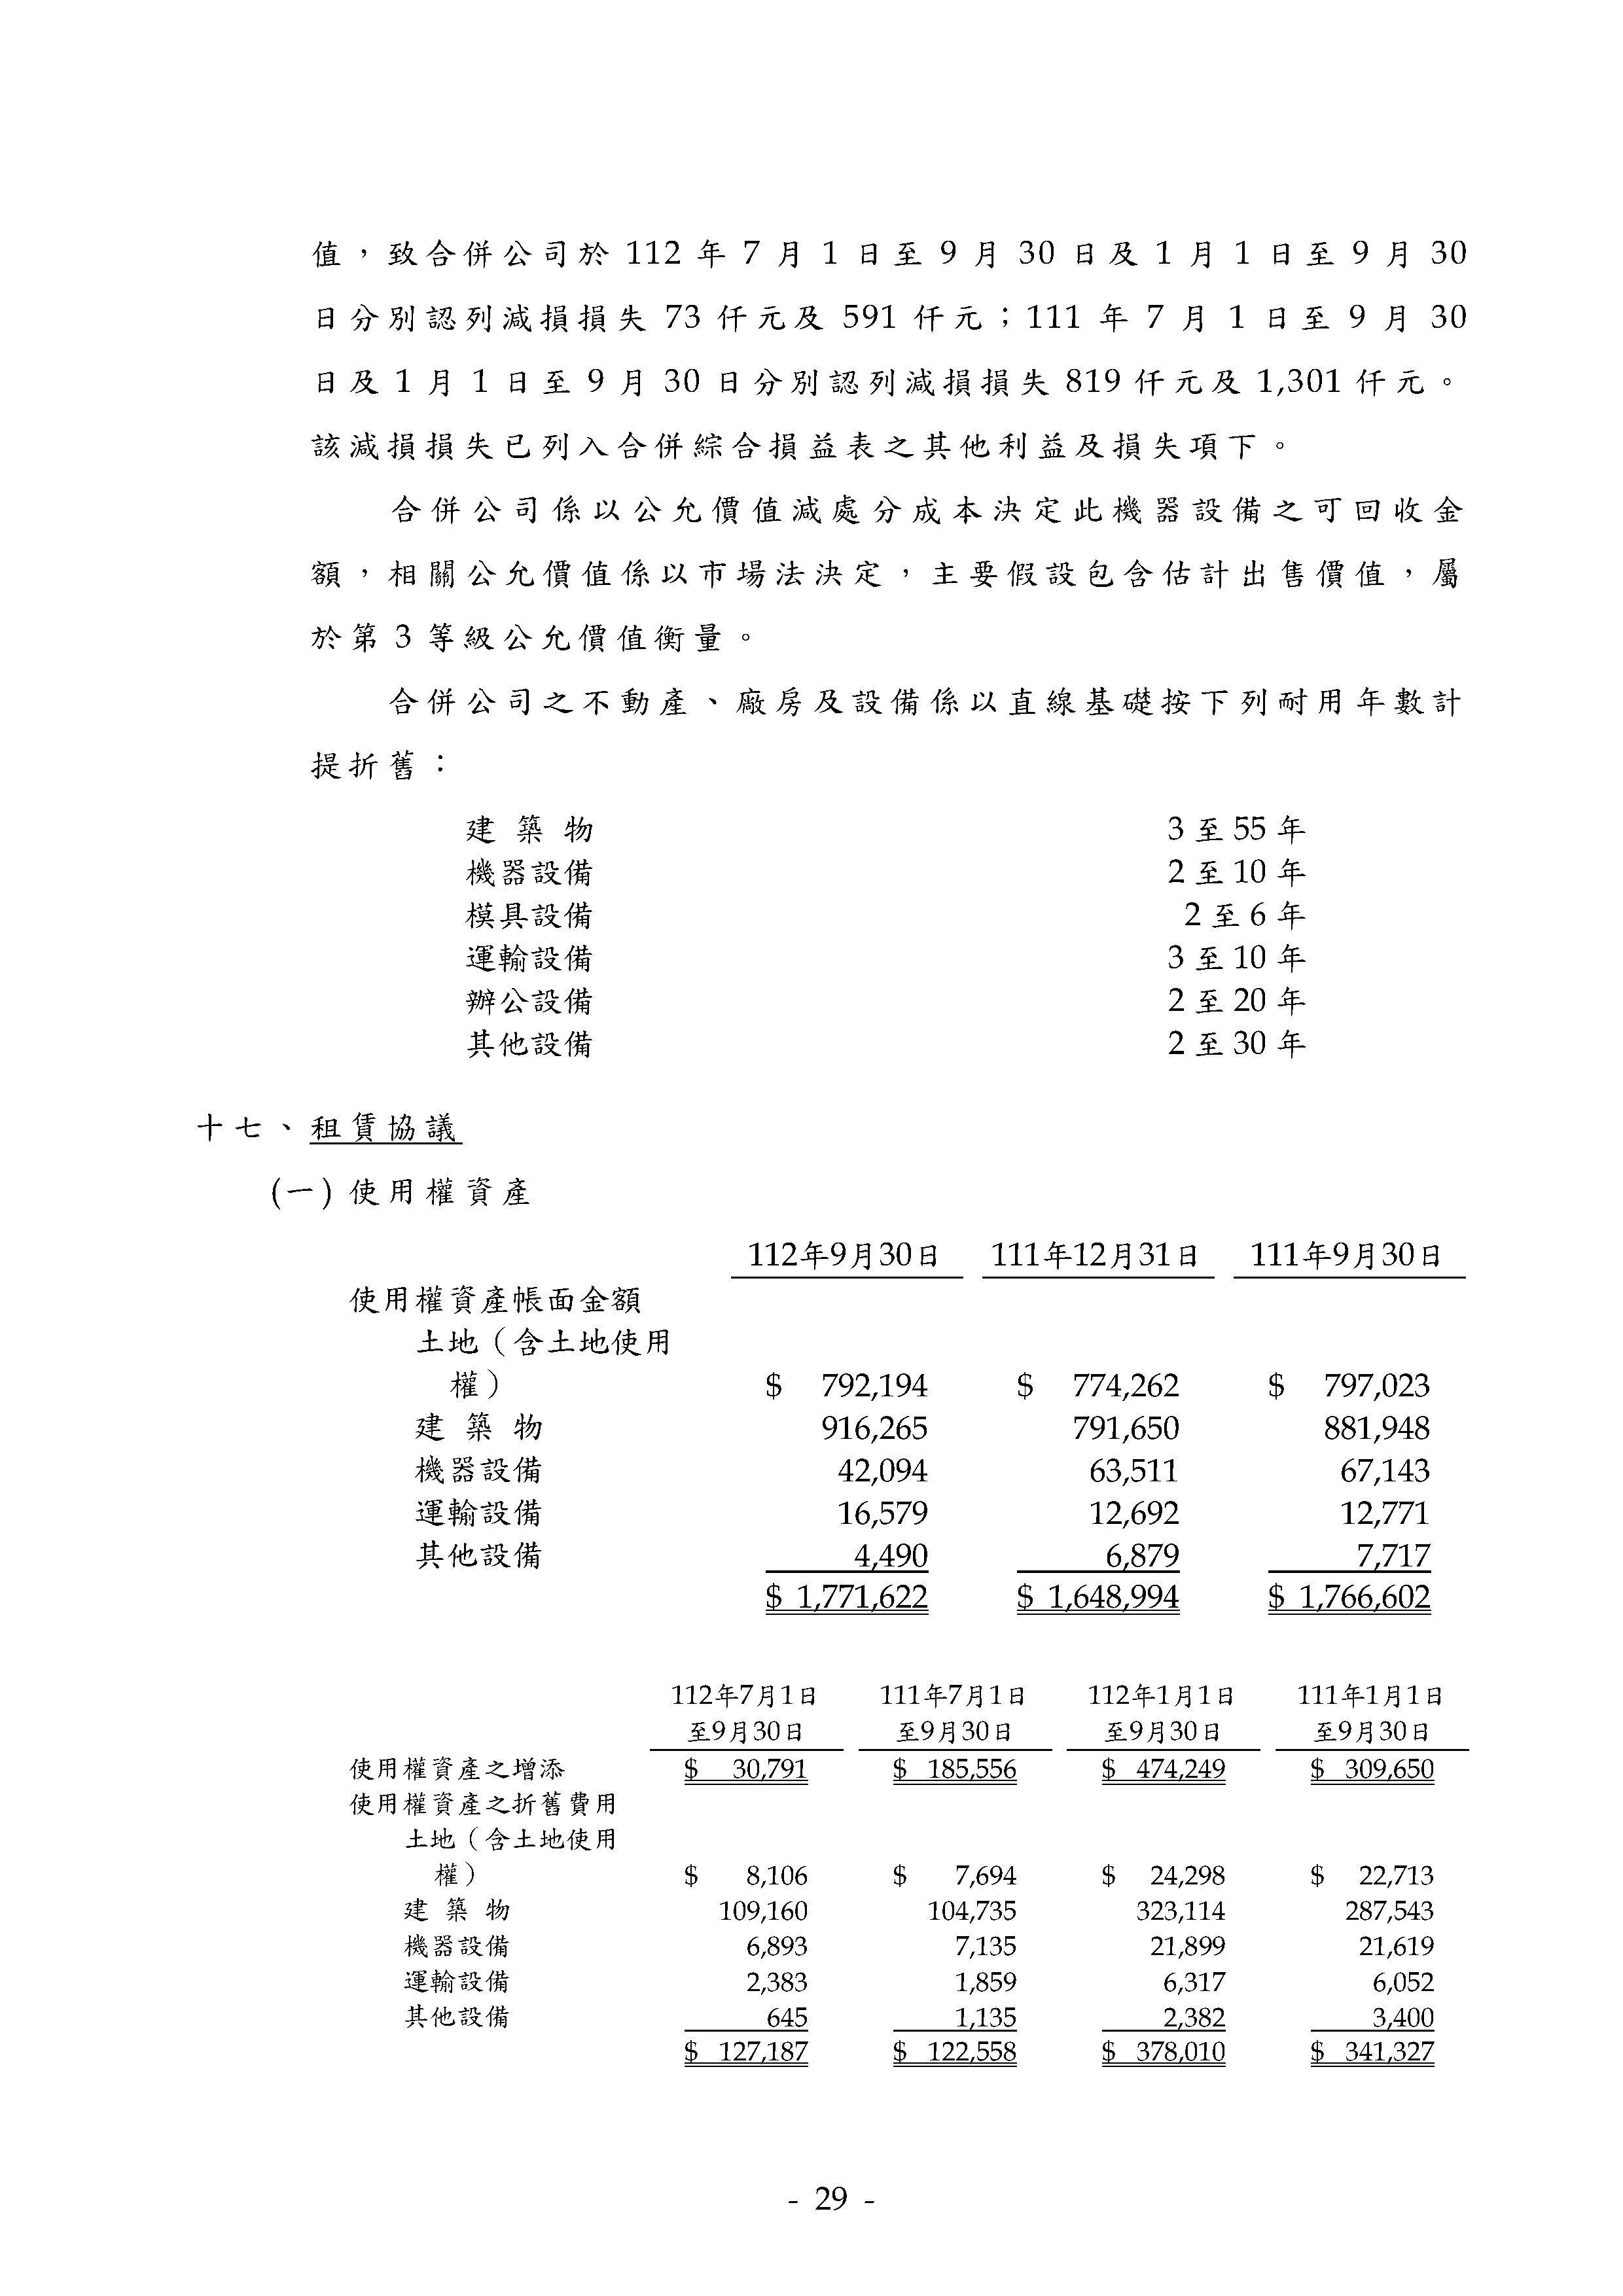 值，致合併公司於 112 年 7 月 1 日至 9 月 30 日及 1 月 1 日至 9 月 30
日分別認列減損損失 73 仟元及 591 仟元；111 年 7 月 1 日至 9 月 30
日及 1 月 1 日至 9 月 30 日分別認列減損損失 819 仟元及 1,301 仟元。
該減損損失已列入合併綜合損益表之其他利益及損失項下。
合併公司係以公允價值減處分成本決定此機器設備之可回收金
額，相關公允價值係以市場法決定，主要假設包含估計出售價值，屬
於第 3 等級公允價值衡量。
合併公司之不動產、廠房及設備係以直線基礎按下列耐用年數計
提折舊：
建 築 物 3 至 55 年
機器設備 2 至 10 年
模具設備 2 至 6 年
運輸設備 3 至 10 年
辦公設備 2 至 20 年
其他設備 2 至 30 年
十七、租賃協議
(一) 使用權資產
112年9月30日 111年12月31日 111年9月30日
使用權資產帳面金額
土地（含土地使用
權） $ 792,194 $ 774,262 $ 797,023
建 築 物 916,265 791,650 881,948
機器設備 42,094 63,511 67,143
運輸設備 16,579 12,692 12,771
其他設備 4,490 6,879 7,717
$ 1,771,622 $ 1,648,994 $ 1,766,602
112年7月1日 111年7月1日 112年1月1日 111年1月1日
至9月30日 至9月30日 至9月30日 至9月30日
使用權資產之增添 $ 30,791 $ 185,556 $ 474,249 $ 309,650
使用權資產之折舊費用
土地（含土地使用
權） $ 8,106 $ 7,694 $ 24,298 $ 22,713
建 築 物 109,160 104,735 323,114 287,543
機器設備 6,893 7,135 21,899 21,619
運輸設備 2,383 1,859 6,317 6,052
其他設備 645 1,135 2,382 3,400
$ 127,187 $ 122,558 $ 378,010 $ 341,327
- 29 -